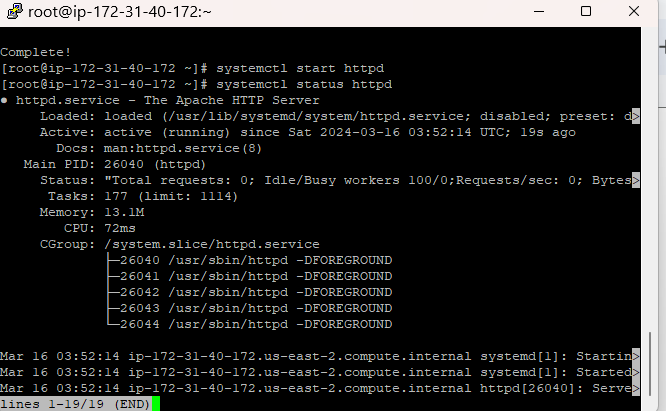 root@ip-172-31-40-172:~
Complete!
[root@ip-172-31-40-172 ~]# systemctl start httpd
[root@ip-172-31-40-172 ~]# systemctl status httpd
● httpd.service - The Apache HTTP Server
     Loaded: loaded (/usr/lib/systemd/system/httpd.service; disabled; preset: d>
     Active: active (running) since Sat 2024-03-16 03:52:14 UTC; 19s ago
       Docs: man:httpd.service(8)
   Main PID: 26040 (httpd)
     Status: "Total requests: 0; Idle/Busy workers 100/0;Requests/sec: 0; Bytes>
      Tasks: 177 (limit: 1114)
     Memory: 13.1M
        CPU: 72ms
     CGroup: /system.slice/httpd.service
             ├─26040 /usr/sbin/httpd -DFOREGROUND
             ├─26041 /usr/sbin/httpd -DFOREGROUND
             ├─26042 /usr/sbin/httpd -DFOREGROUND
             ├─26043 /usr/sbin/httpd -DFOREGROUND
             └─26044 /usr/sbin/httpd -DFOREGROUND
Mar 16 03:52:14 ip-172-31-40-172.us-east-2.compute.internal systemd[1]: Startin>
Mar 16 03:52:14 ip-172-31-40-172.us-east-2.compute.internal systemd[1]: Started>
Mar 16 03:52:14 ip-172-31-40-172.us-east-2.compute.internal httpd[26040]: Serve>
lines 1-19/19 (END)